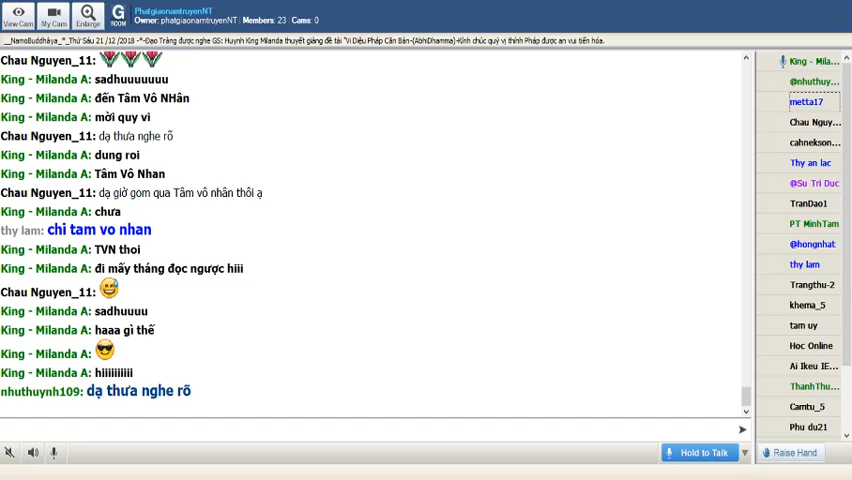 View Cam
My Cam
Enlarge
G
ROOM
PhatgiaonamtruyenNT
Owner: phatgiaonamtruyenNT | Members: 23 | Cams: 0
__NamoBuddhàya_*_Thứ Sáu 21 /12 /2018 -*-Đạo Tràng được nghe GS: Huynh King Milanda thuyết giảng đề tài "Vi Diệu Pháp Căn Bản-(AbhiDhamma)-Kính chúc quý vị thính Pháp được an vui tiến hóa.
Chau Nguyen_11:
King - Milanda A: sadhuuuuuuu
King - Milanda A: đến Tâm Vô NHân
King - Milanda A: mời quy vi
Chau Nguyen_11: dạ thưa nghe rõ
King - Milanda A: dung roi
King - Milanda A: Tâm Vô Nhan
Chau Nguyen_11: dạ giờ gom qua Tâm vô nhân thôi ạ
King - Milanda A: chưa
thy lam: chi tam vo nhan
King - Milanda A: TVN thoi
King - Milanda A: đi mấy tháng đọc ngược hiii
Chau Nguyen_11:
King - Milanda A: sadhuuuu
King - Milanda A: haaa gì thế
King - Milanda A:
King - Milanda A: hiiiiiiiiii
nhuthuynh109: dạ thưa nghe rõ
King - Mila...
@nhuthuy...
metta17
Chau Nguy...
cahnekson...
Thy an lac
@Su Tri Duc
TranDao1
PT MinhTam
@hongnhat
thy lam
Trangthu-2
khema_5
tam uy
Hoc Online
Ai Ikeu IE...
ThanhThu...
Camtu_5
Phu du21
Hold to Talk
Raise Hand